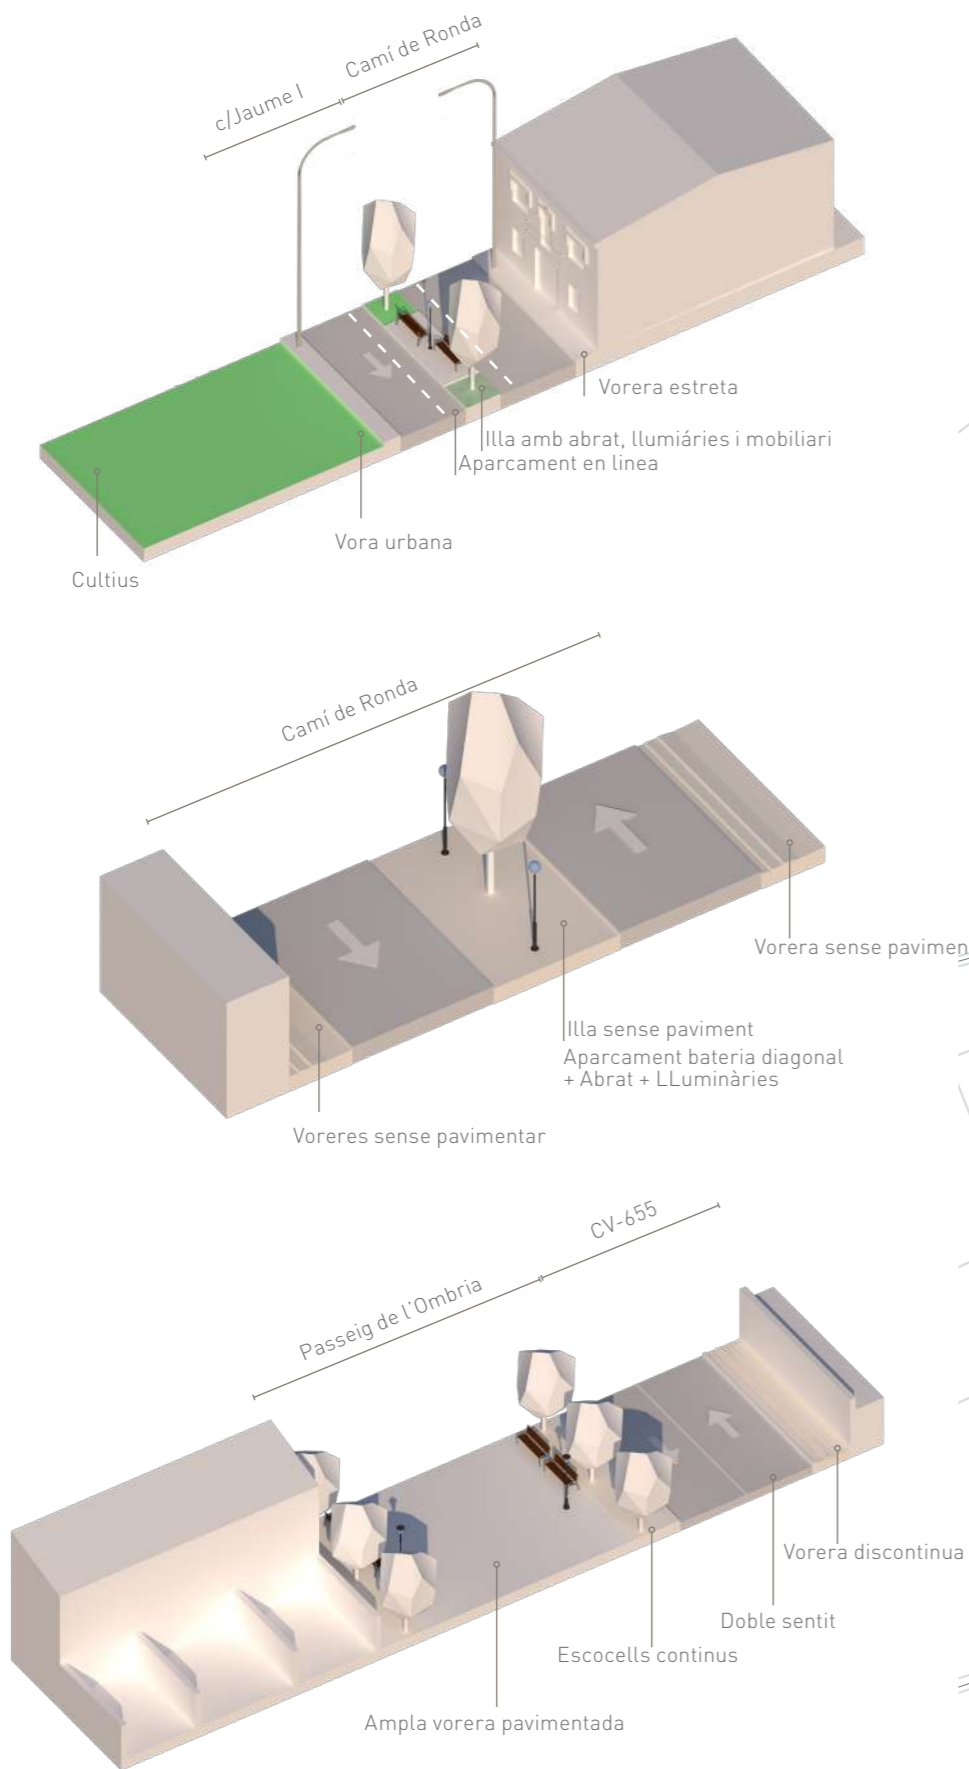 c/Jaume I
Camí de Ronda
Vorera estreta
Illa amb abrat, llumiáries i mobiliari
Aparcament en linea
Vora urbana
Cultius
Camí de Ronda
Vorera sense pavimen
Illa sense paviment
Aparcament bateria diagonal
+ Abrat + LLuminàries
Voreres sense pavimentar
CV-655
Passeig de l'Ombria
Vorera discontinua
Doble sentit
Escocells continus
Ampla vorera pavimentada